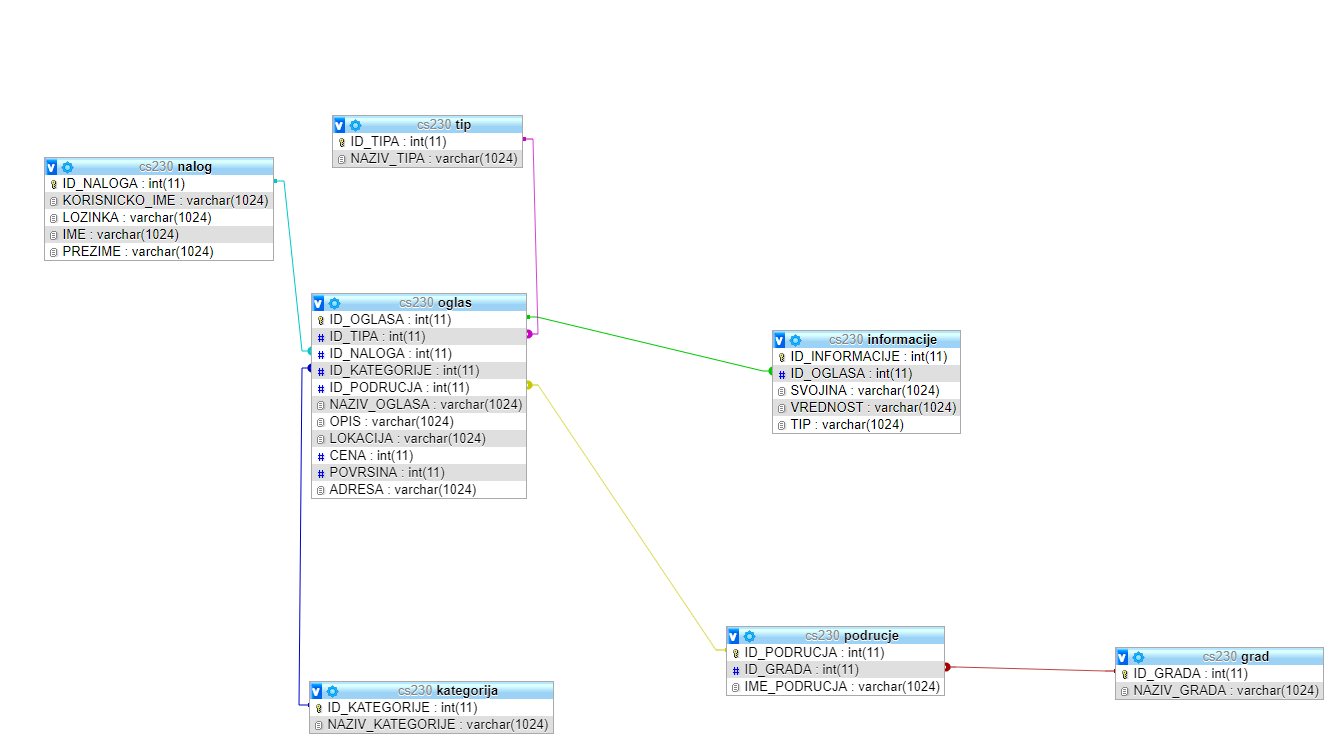 cs230 tip
ID_TIPA : int(11)
NAZIV_TIPA : varchar(1024)
cs230 nalog
ID_NALOGA : int(11)
KORISNICKO_IME : varchar(1024)
LOZINKA : varchar(1024)
IME : varchar(1024)
PREZIME : varchar(1024)
cs230 oglas
ID_OGLASA : int(11)
ID_TIPA : int(11)
ID_NALOGA : int(11)
ID_KATEGORIJE : int(11)
ID_PODRUCJA : int(11)
NAZIV_OGLASA : varchar(1024)
OPIS : varchar(1024)
LOKACIJA : varchar(1024)
CENA : int(11)
POVRSINA : int(11)
ADRESA : varchar(1024)
cs230 informacije
ID_INFORMACIJE : int(11)
ID_OGLASA : int(11)
SVOJINA : varchar(1024)
VREDNOST : varchar(1024)
TIP : varchar(1024)
cs230 podrucje
ID_PODRUCJA : int(11)
ID_GRADA : int(11)
IME_PODRUCJA : varchar(1024)
cs230 grad
ID_GRADA : int(11)
NAZIV_GRADA : varchar(1024)
cs230 kategorija
ID_KATEGORIJE : int(11)
NAZIV_KATEGORIJE : varchar(1024)